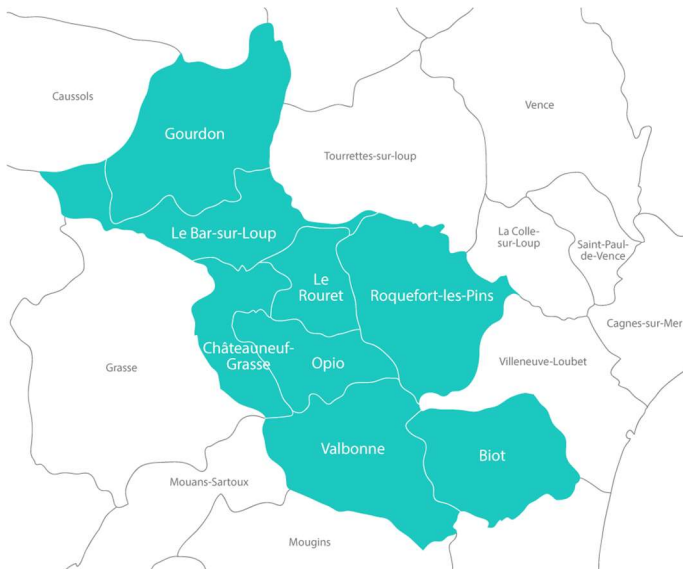 Caussols
Vence
Gourdon
Tourrettes-sur-loup
Le Bar-sur-Loup
La Colle-
sur-Loup
Saint-Paul-
de-Vence
Le
Rouret
Roquefort-les-Pins
Cagnes-sur-Mer
Châteauneuf-
Grasse
Opio
Villeneuve-Loubet
Grasse
Valbonne
Biot
Mouans-Sartoux
Mougins